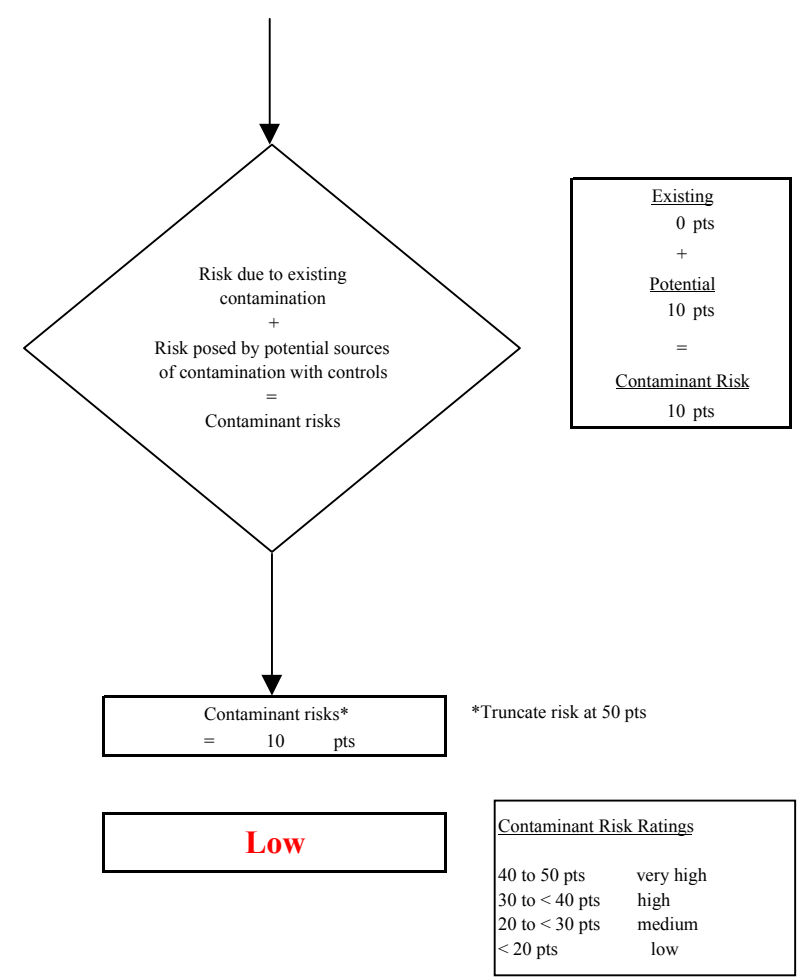 Risk due to existing
contamination
+
Risk posed by potential sources
of contamination with controls
=
Contaminant risks
Existing
0 pts
+
Potential
10 pts
=
Contaminant Risk
10 pts
Contaminant risks*
= 10 pts
*Truncate risk at 50 pts
Low
Contaminant Risk Ratings
40 to 50 pts very high
30 to < 40 pts high
20 to < 30 pts medium
< 20 pts low